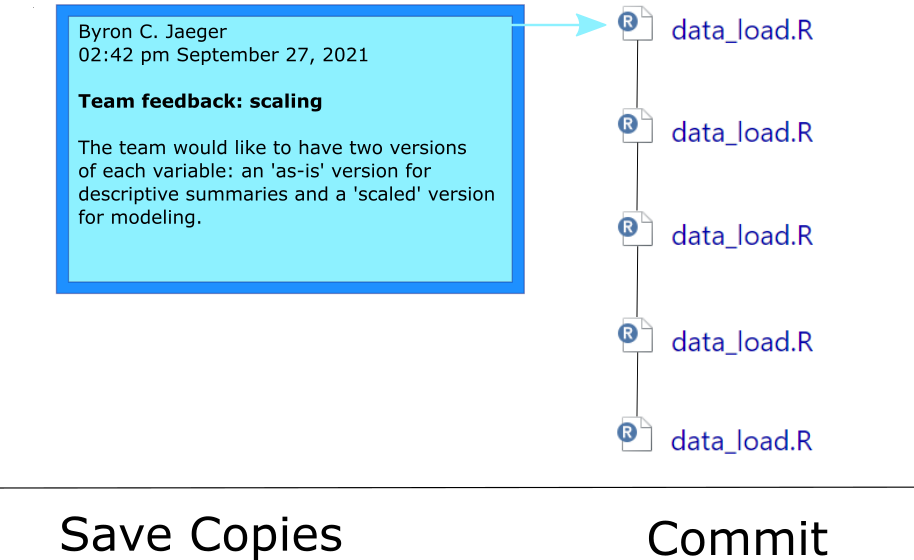 Byron C. Jaeger
02:42 pm September 27, 2021
Team feedback: scaling
The team would like to have two versions
of each variable: an 'as-is' version for
descriptive summaries and a 'scaled' version
for modeling.
R data_load.R
R data_load.R
R data_load.R
R data_load.R
R data_load.R
Save Copies
Commit